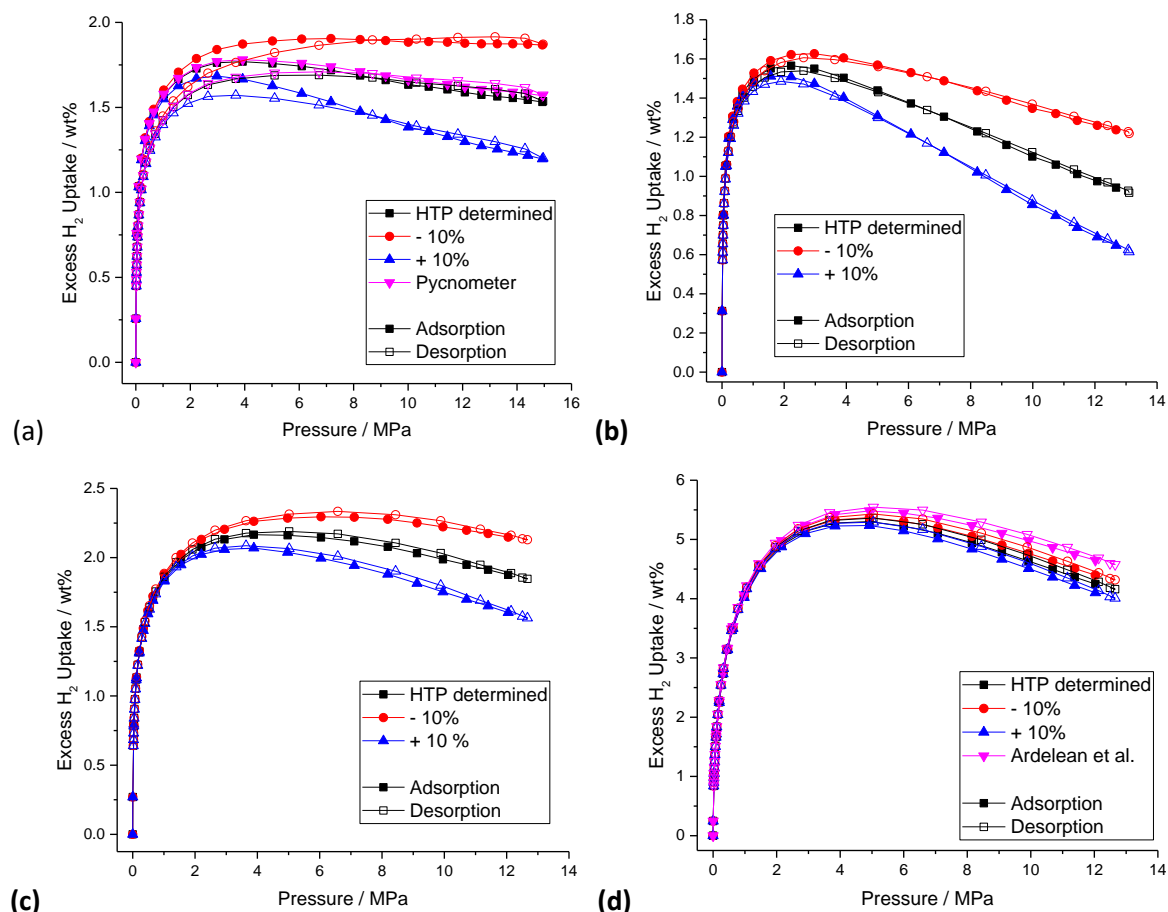 2.0
1.5
1.0
0.5
0.0
Excess H₂ Uptake / wt%
HTP determined
- 10%
+ 10%
Pycnometer
Adsorption
Desorption
0 2 4 6 8 10 12 14 16
Pressure / MPa
(a)
1.8
1.6
1.4
1.2
1.0
0.8
0.6
0.4
0.2
0.0
Excess H₂ Uptake / wt%
HTP determined
- 10%
+ 10%
Adsorption
Desorption
0 2 4 6 8 10 12 14
Pressure / MPa
(b)
2.5
2.0
1.5
1.0
0.5
0.0
Excess H₂ Uptake / wt%
HTP determined
- 10%
+ 10 %
Adsorption
Desorption
0 2 4 6 8 10 12 14
Pressure / MPa
(c)
6
5
4
3
2
1
0
Excess H₂ Uptake / wt%
HTP determined
- 10%
+ 10%
Ardelean et al.
Adsorption
Desorption
0 2 4 6 8 10 12 14
Pressure / MPa
(d)